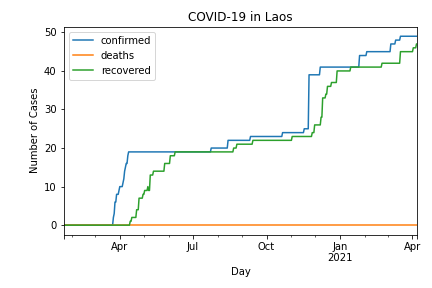 COVID-19 in Laos
confirmed
deaths
recovered
Number of Cases
50
40
30
20
10
0
Apr
Jul
Oct
Jan
2021
Apr
Day